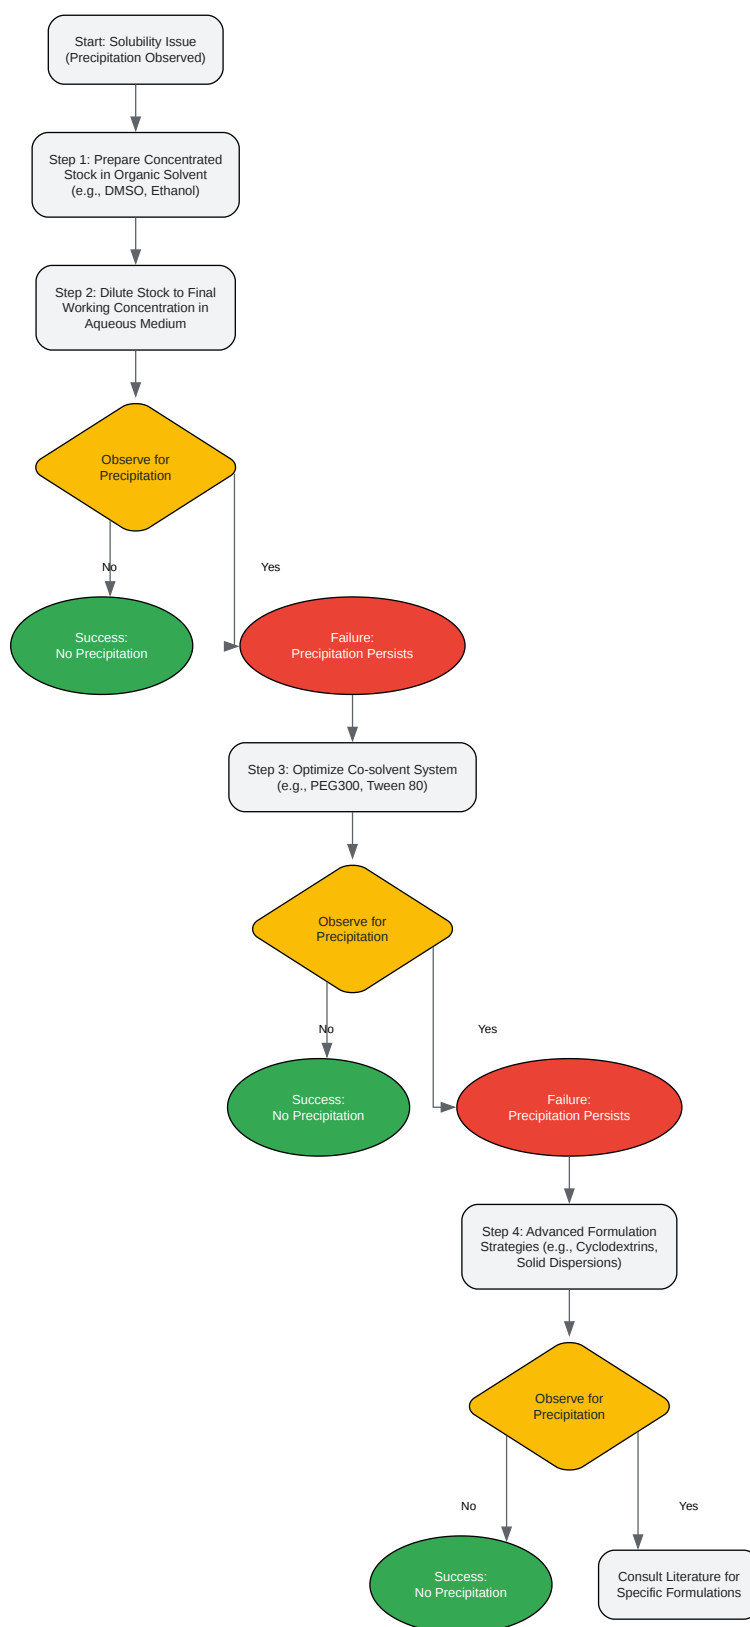 Start: Solubility Issue
(Precipitation Observed)
Step 1: Prepare Concentrated
Stock in Organic Solvent
(e.g., DMSO, Ethanol)
Step 2: Dilute Stock to Final
Working Concentration in
Aqueous Medium
Observe for
Precipitation
No
Yes
Success:
No Precipitation
Failure:
Precipitation Persists
Step 3: Optimize Co-solvent System
(e.g., PEG300, Tween 80)
Observe for
Precipitation
No
Yes
Success:
No Precipitation
Failure:
Precipitation Persists
Step 4: Advanced Formulation
Strategies (e.g., Cyclodextrins,
Solid Dispersions)
Observe for
Precipitation
No
Yes
Success:
No Precipitation
Consult Literature for
Specific Formulations